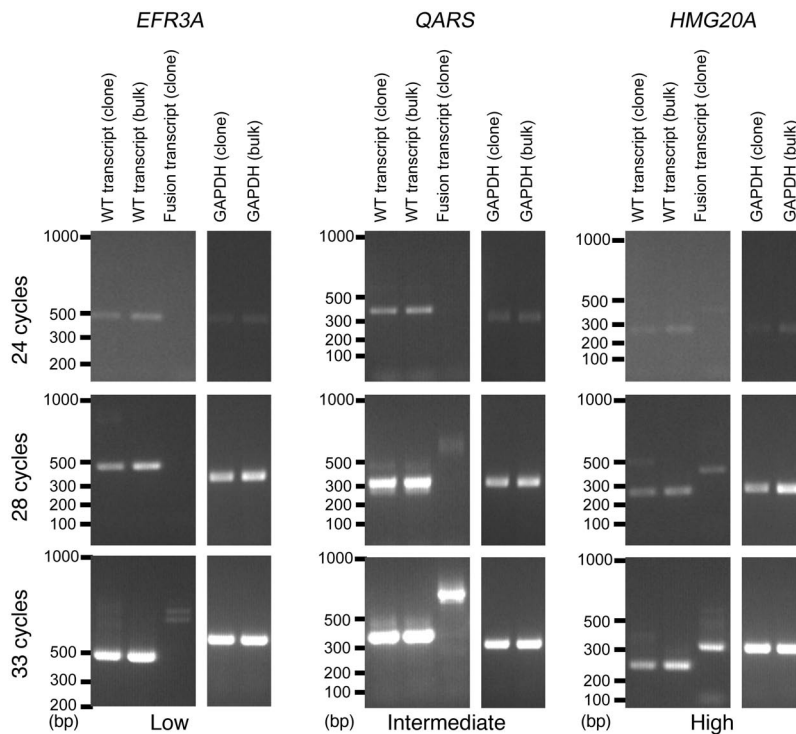 EFR3A QARS HMG20A
WT transcript (clone)
WT transcript (bulk)
Fusion transcript (clone)
GAPDH (clone)
GAPDH (bulk)
WT transcript (clone)
WT transcript (bulk)
Fusion transcript (clone)
GAPDH (clone)
GAPDH (bulk)
WT transcript (clone)
WT transcript (bulk)
Fusion transcript (clone)
GAPDH (clone)
GAPDH (bulk)
24 cycles
1000
500
300
200
1000
500
300
200
100
1000
500
300
200
100
28 cycles
1000
500
300
200
100
1000
500
300
200
100
1000
500
300
200
100
33 cycles
1000
500
300
200
1000
500
300
200
100
1000
500
300
200
100
(bp) Low (bp) Intermediate (bp) High